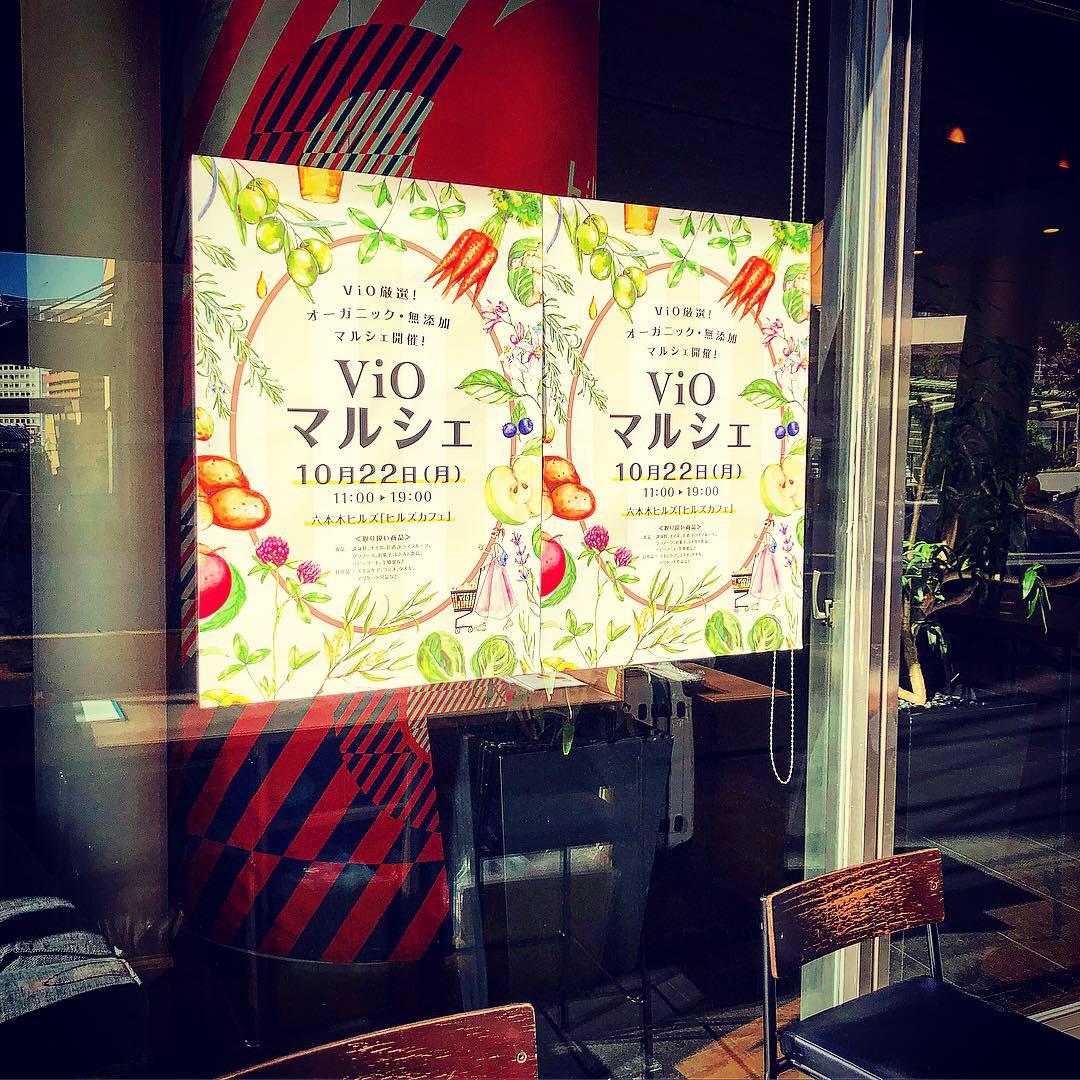 ViO厳選!
オーガニック・無添加
マルシェ開催!
ViO
マルシェ
10月22日(月)
11:00▶19:00
六本木ヒルズ「ヒルズカフェ」
<取り扱い商品>
ViO
ViO厳選!
オーガニック・無添加
マルシェ開催!
ViO
マルシェ
10月22日(月)
11:00▶19:00
六本木ヒルズ「ヒルズカフェ」
<取り扱い商品>
ViO